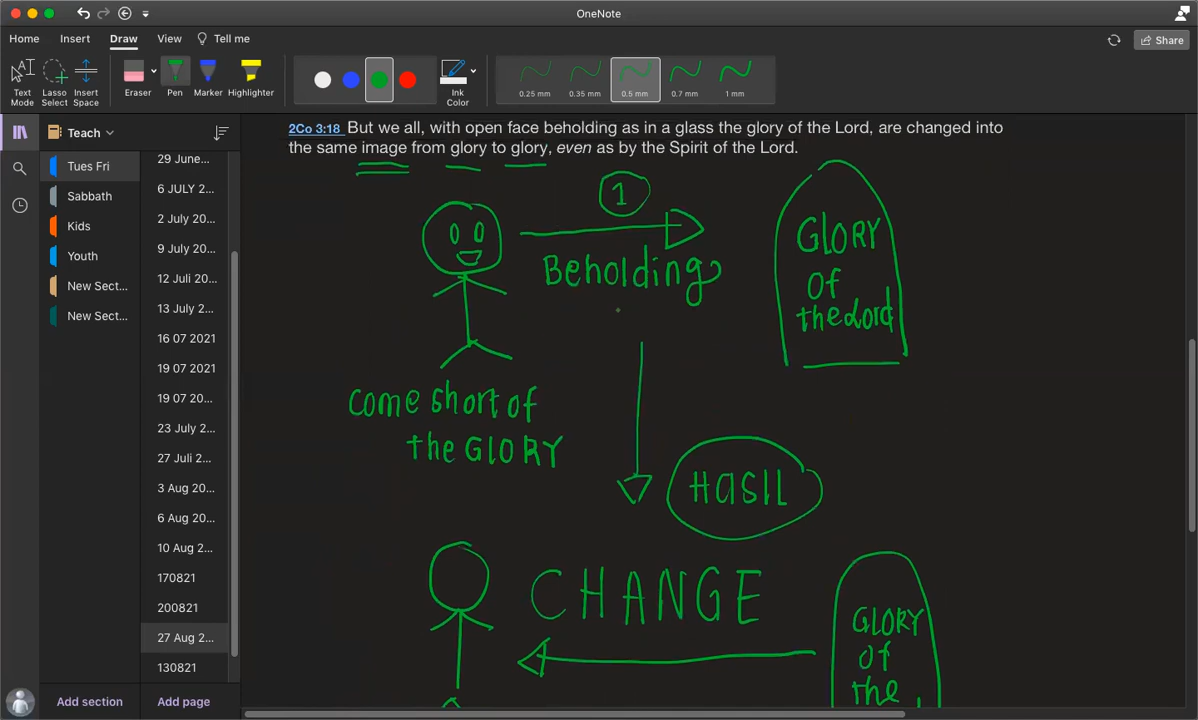 OneNote
Home Insert Draw View Tell me
Share
Text Mode
Lasso Select
Insert Space
Eraser
Pen
Marker
Highlighter
Ink Color
0.25 mm
0.35 mm
0.5 mm
0.7 mm
1 mm
Teach
Tues Fri
Sabbath
Kids
Youth
New Sect...
New Sect...
29 June...
6 JULY 2...
2 July 20...
9 July 20...
12 Juli 20...
13 July 2...
16 07 2021
19 07 2021
19 07 20...
23 July 2...
27 Juli 2...
3 Aug 20...
6 Aug 20...
10 Aug 2...
170821
200821
27 Aug 2...
130821
Add section
Add page
2Co 3:18 But we all, with open face beholding as in a glass the glory of the Lord, are changed into
the same image from glory to glory, even as by the Spirit of the Lord.
1
Beholding
GLORY
Of
the Lord
come short of
the GLORY
HASIL
CHANGE
GLORY
of
the